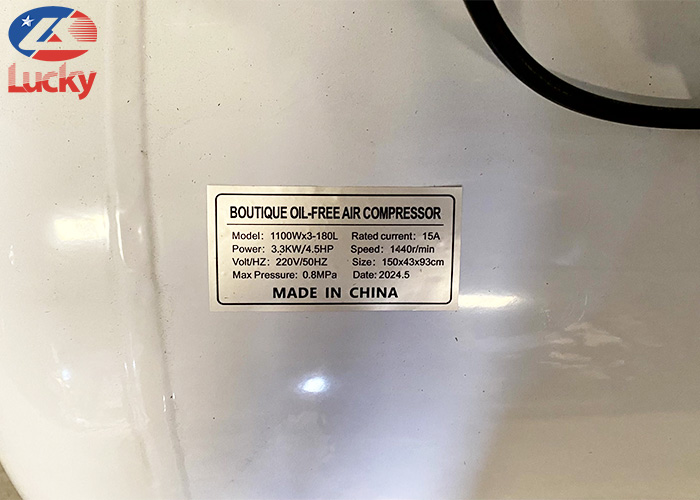 Lucky
BOUTIQUE OIL-FREE AIR COMPRESSOR
Model: 1100Wx3-180L Rated current: 15A
Power: 3.3KW/4.5HP Speed: 1440r/min
Volt/HZ: 220V/50HZ Size: 150x43x93cm
Max Pressure: 0.8MPa Date: 2024.5
MADE IN CHINA